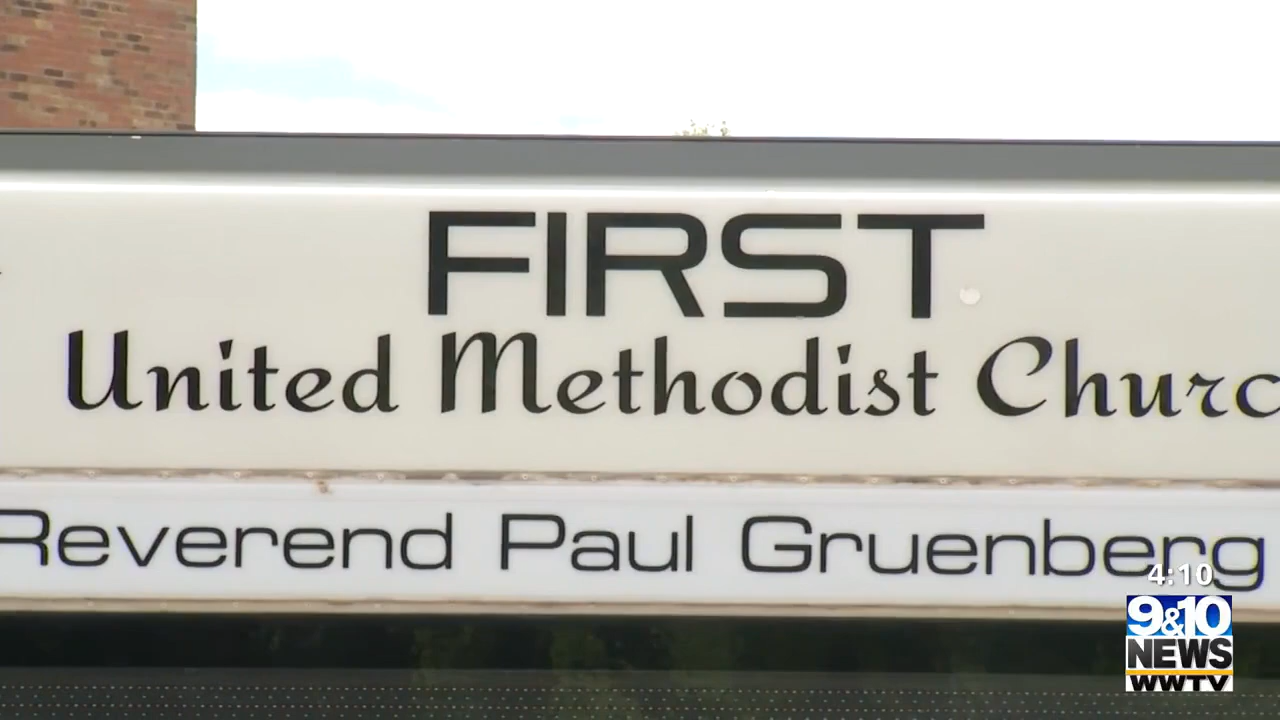 FIRST
United Methodist Churc
Reverend Paul Gruenberg
4:10
9&10
NEWS
WWTV